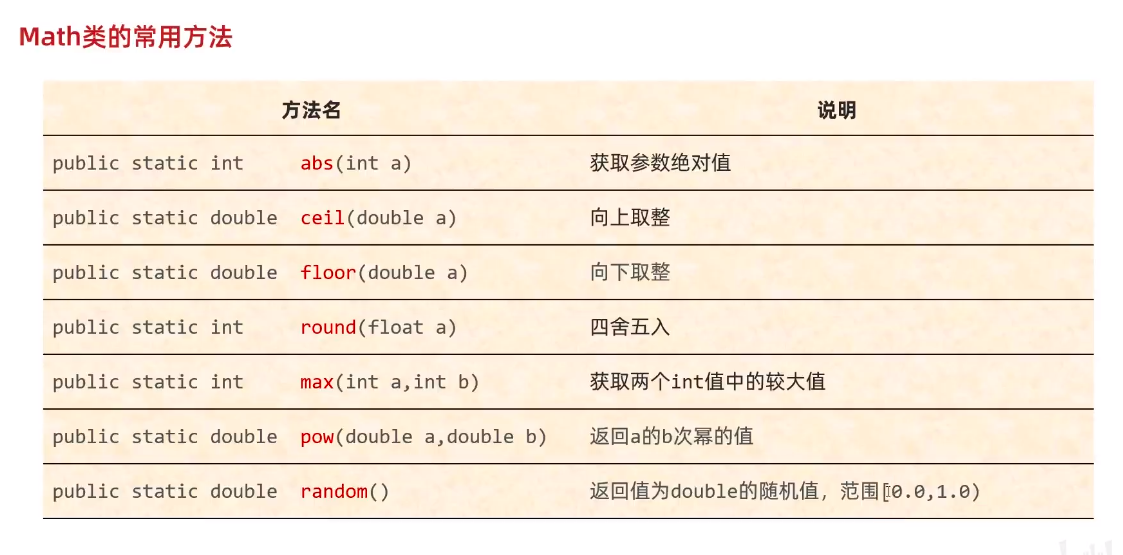 Math类的常用方法
方法名 说明
public static int abs(int a) 获取参数绝对值
public static double ceil(double a) 向上取整
public static double floor(double a) 向下取整
public static int round(float a) 四舍五入
public static int max(int a,int b) 获取两个int值中的较大值
public static double pow(double a,double b) 返回a的b次幂的值
public static double random() 返回值为double的随机值，范围[0.0,1.0)